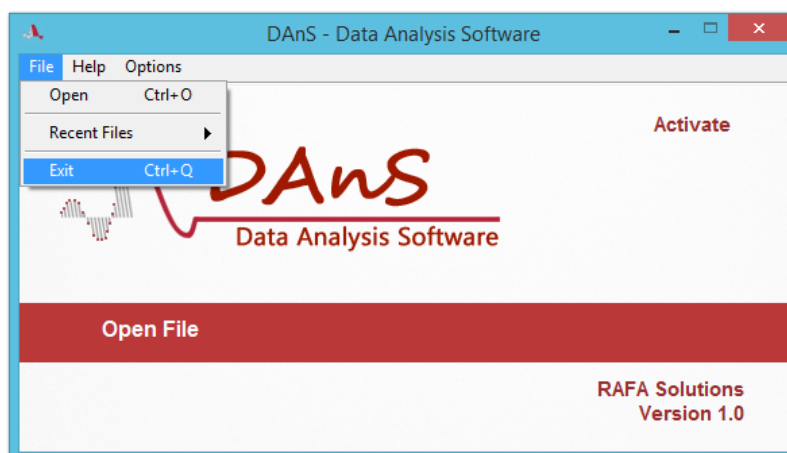 DAnS - Data Analysis Software
File Help Options
Open Ctrl+O
Recent Files
Exit Ctrl+Q
Activate
DAnS
Data Analysis Software
Open File
RAFA Solutions
Version 1.0